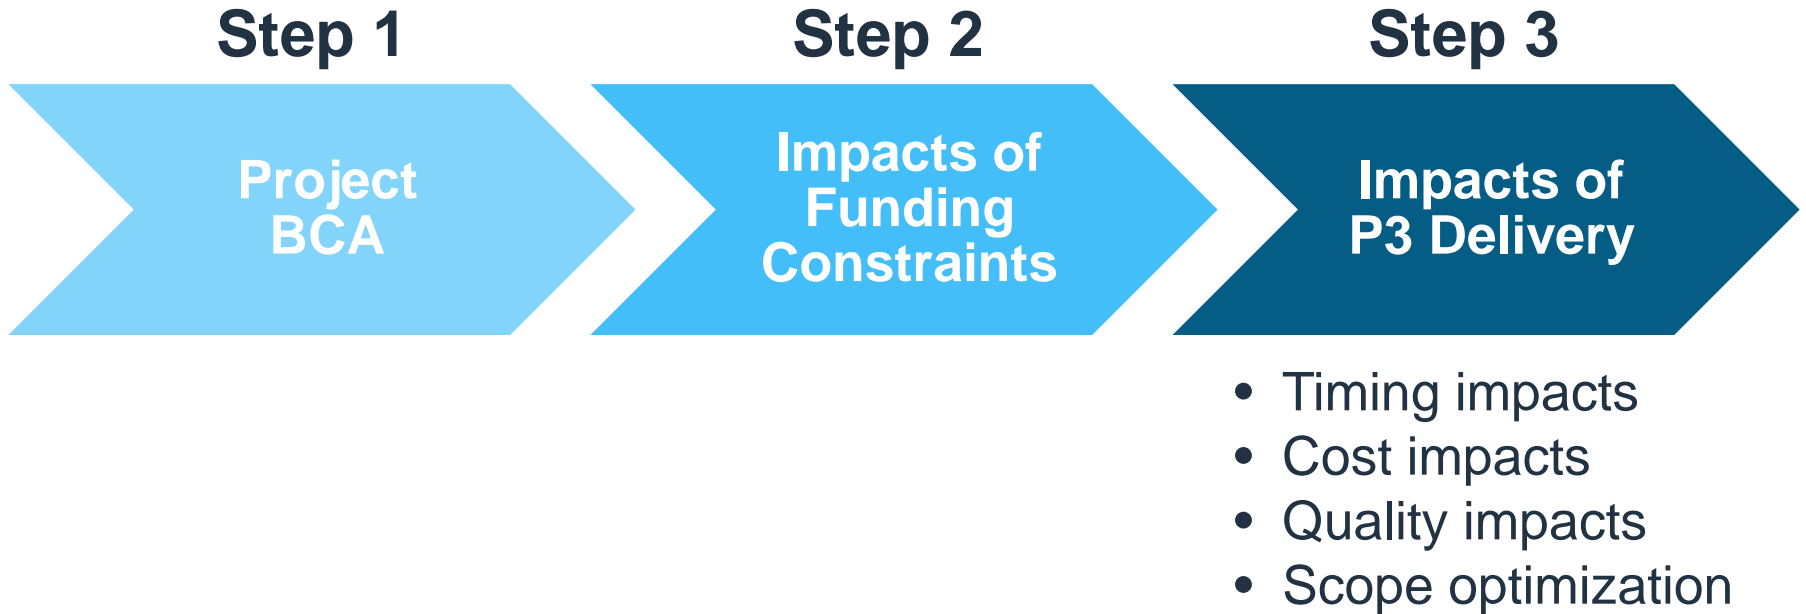 Step 1
Step 2
Step 3
Project
BCA
Impacts of
Funding
Constraints
Impacts of
P3 Delivery
• Timing impacts
• Cost impacts
• Quality impacts
• Scope optimization